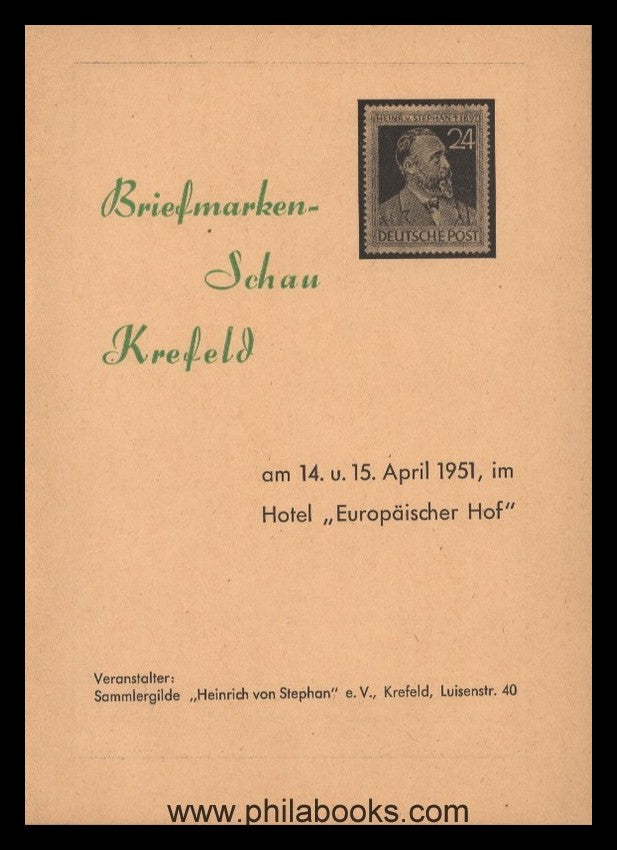 HEINR. v. STEPHAN † 1897
24
DEUTSCHE POST
Briefmarken-
Schau
Krefeld
am 14. u. 15. April 1951, im
Hotel „Europäischer Hof“
Veranstalter:
Sammlergilde „Heinrich von Stephan“ e. V., Krefeld, Luisenstr. 40
www.philabooks.com